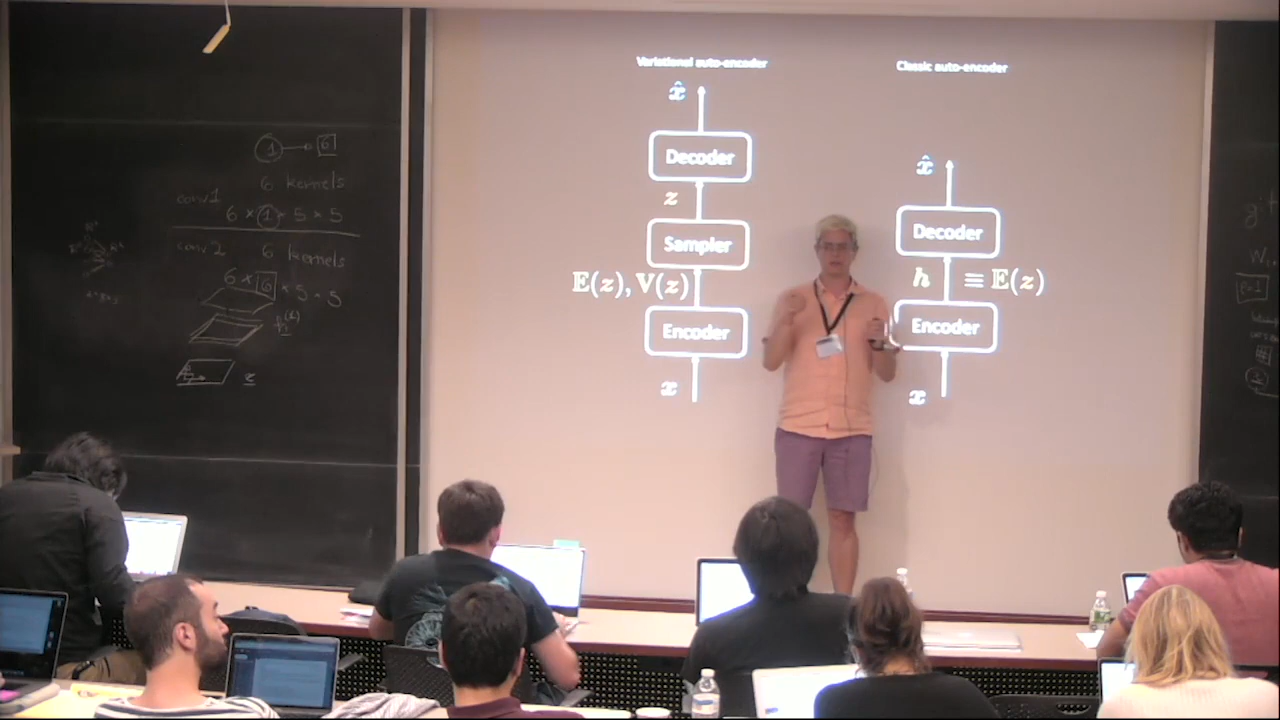 1 → 6
6 kernels
conv1
6 × 1 × 5 × 5
conv2 6 kernels
6 × 6 × 5 × 5
Variational auto-encoder
x̂
Decoder
z
Sampler
𝔼(z), 𝕍(z)
Encoder
x
Classic auto-encoder
x̂
Decoder
h ≡ 𝔼(z)
Encoder
x